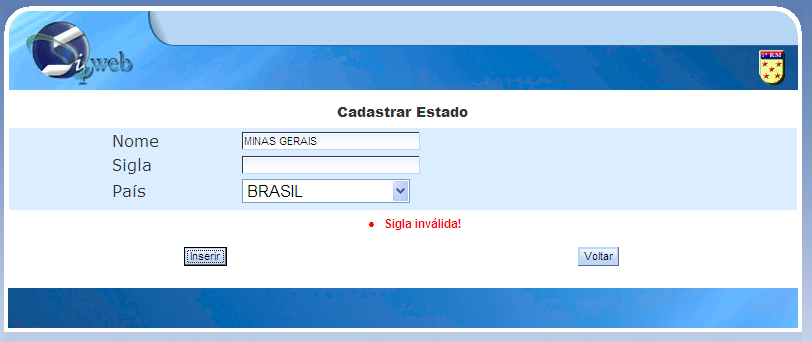 Sipweb
1ª RM
Cadastrar Estado
Nome MINAS GERAIS
Sigla
País BRASIL
• Sigla inválida!
Inserir Voltar